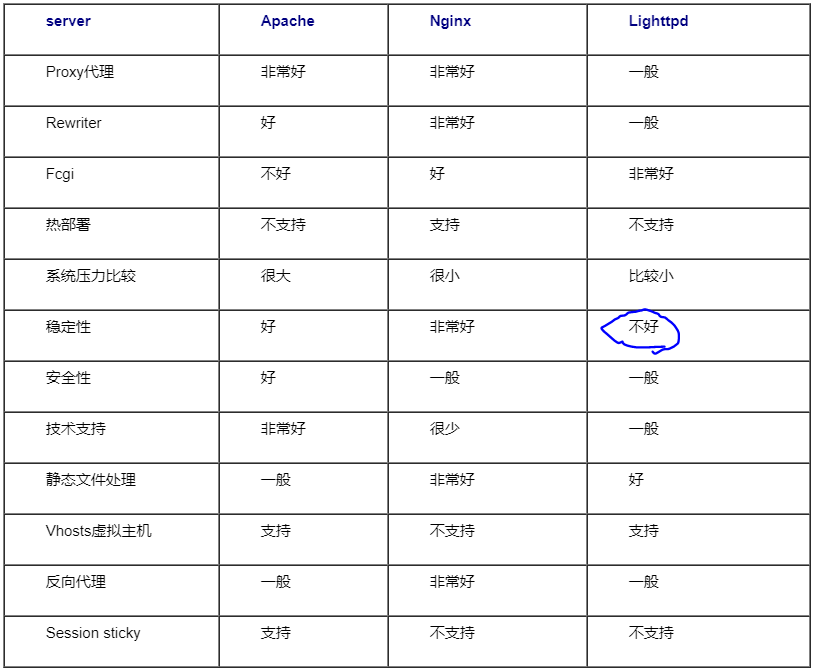 server Apache Nginx Lighttpd
Proxy代理 非常好 非常好 一般
Rewriter 好 非常好 一般
Fcgi 不好 好 非常好
热部署 不支持 支持 不支持
系统压力比较 很大 很小 比较小
稳定性 好 非常好 不好
安全性 好 一般 一般
技术支持 非常好 很少 一般
静态文件处理 一般 非常好 好
Vhosts虚拟主机 支持 不支持 支持
反向代理 一般 非常好 一般
Session sticky 支持 不支持 不支持